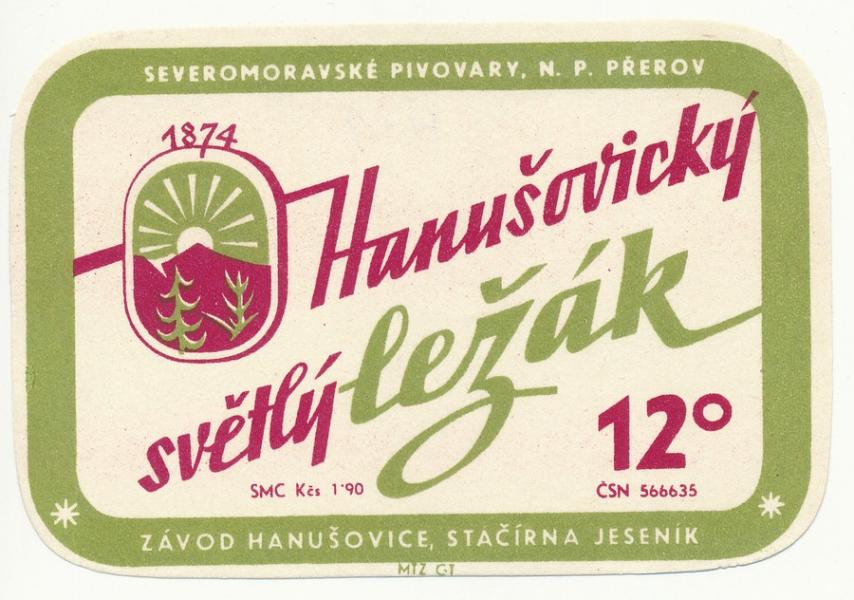 SEVEROMORAVSKÉ PIVOVARY, N. P. PŘEROV
1874
Hanušovický
ležák
světlý
12°
SMC Kčs 1˙90
ČSN 566635
ZÁVOD HANUŠOVICE, STÁČÍRNA JESENÍK
MTZ GT